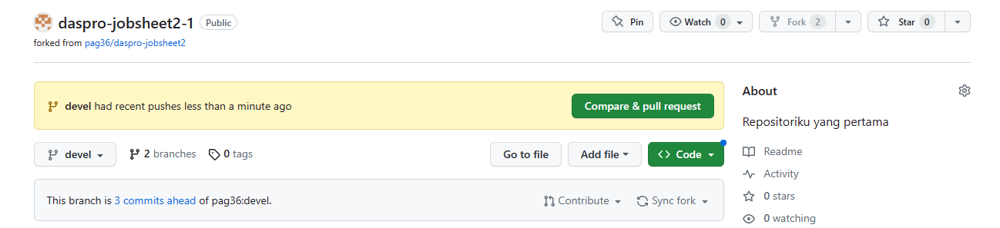 daspro-jobsheet2-1 Public Pin Watch 0 Fork 2 Star 0
forked from pag36/daspro-jobsheet2
devel had recent pushes less than a minute ago Compare & pull request
devel 2 branches 0 tags Go to file Add file <> Code
This branch is 3 commits ahead of pag36:devel. Contribute Sync fork
About
Repositoriku yang pertama
Readme
Activity
0 stars
0 watching